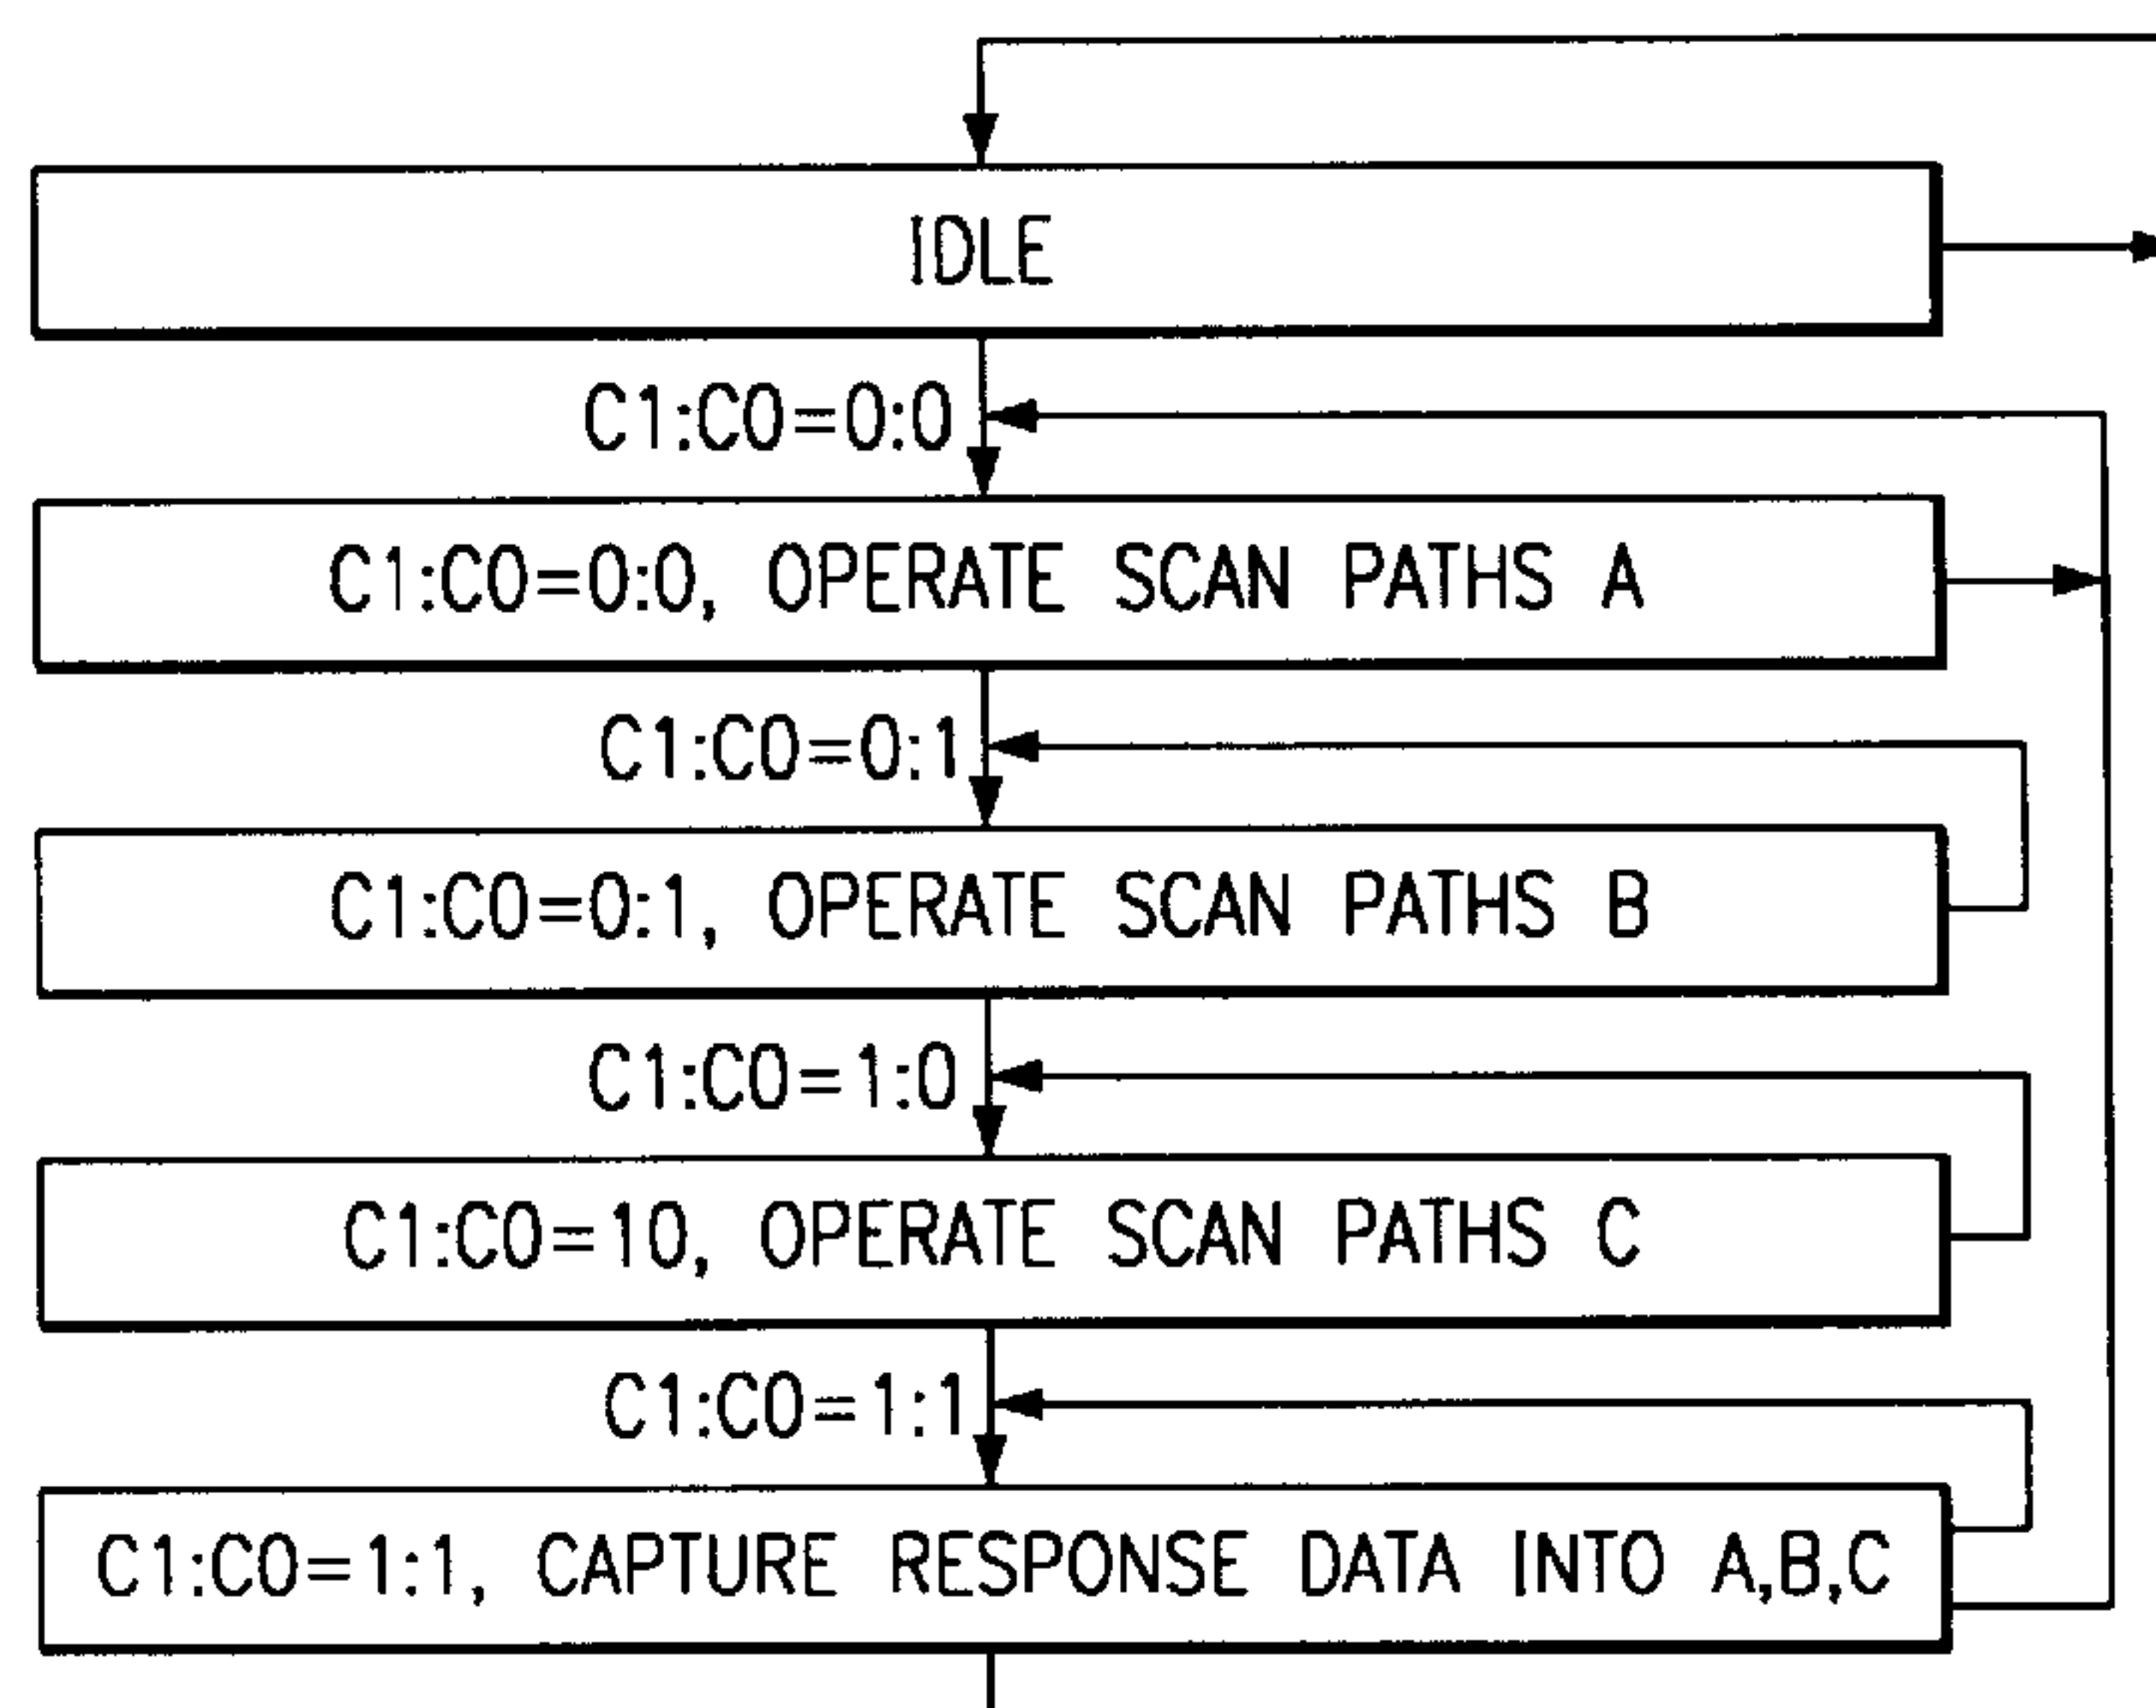 IDLE
C1:C0=0:0
C1:C0=0:0, OPERATE SCAN PATHS A
C1:C0=0:1
C1:C0=0:1, OPERATE SCAN PATHS B
C1:C0=1:0
C1:C0=10, OPERATE SCAN PATHS C
C1:C0=1:1
C1:C0=1:1, CAPTURE RESPONSE DATA INTO A,B,C